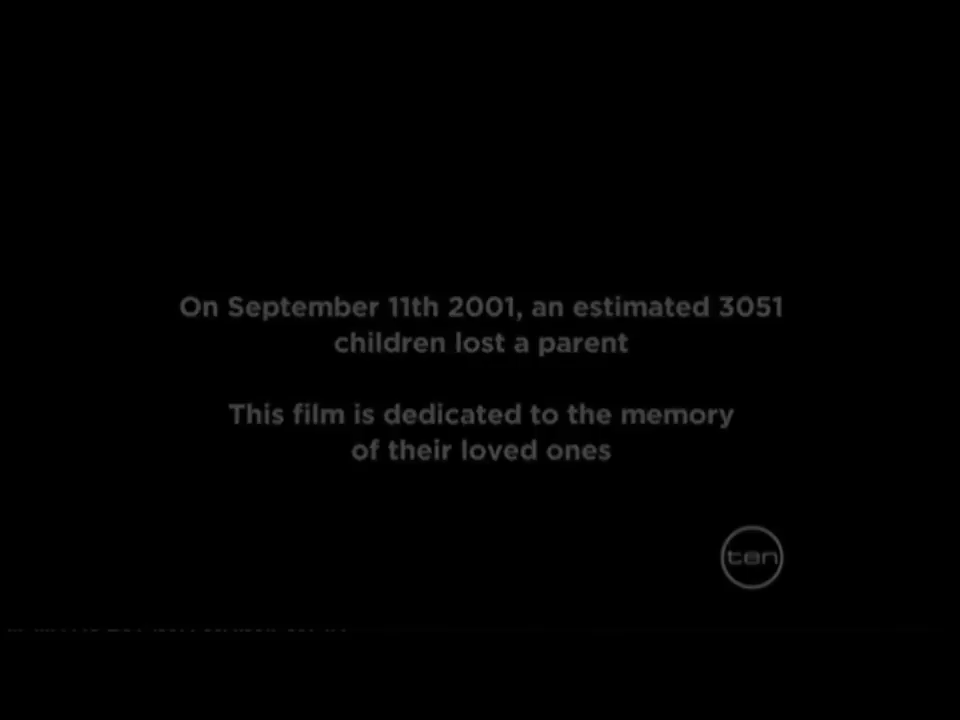 On September 11th 2001, an estimated 3051
children lost a parent
This film is dedicated to the memory
of their loved ones
ten